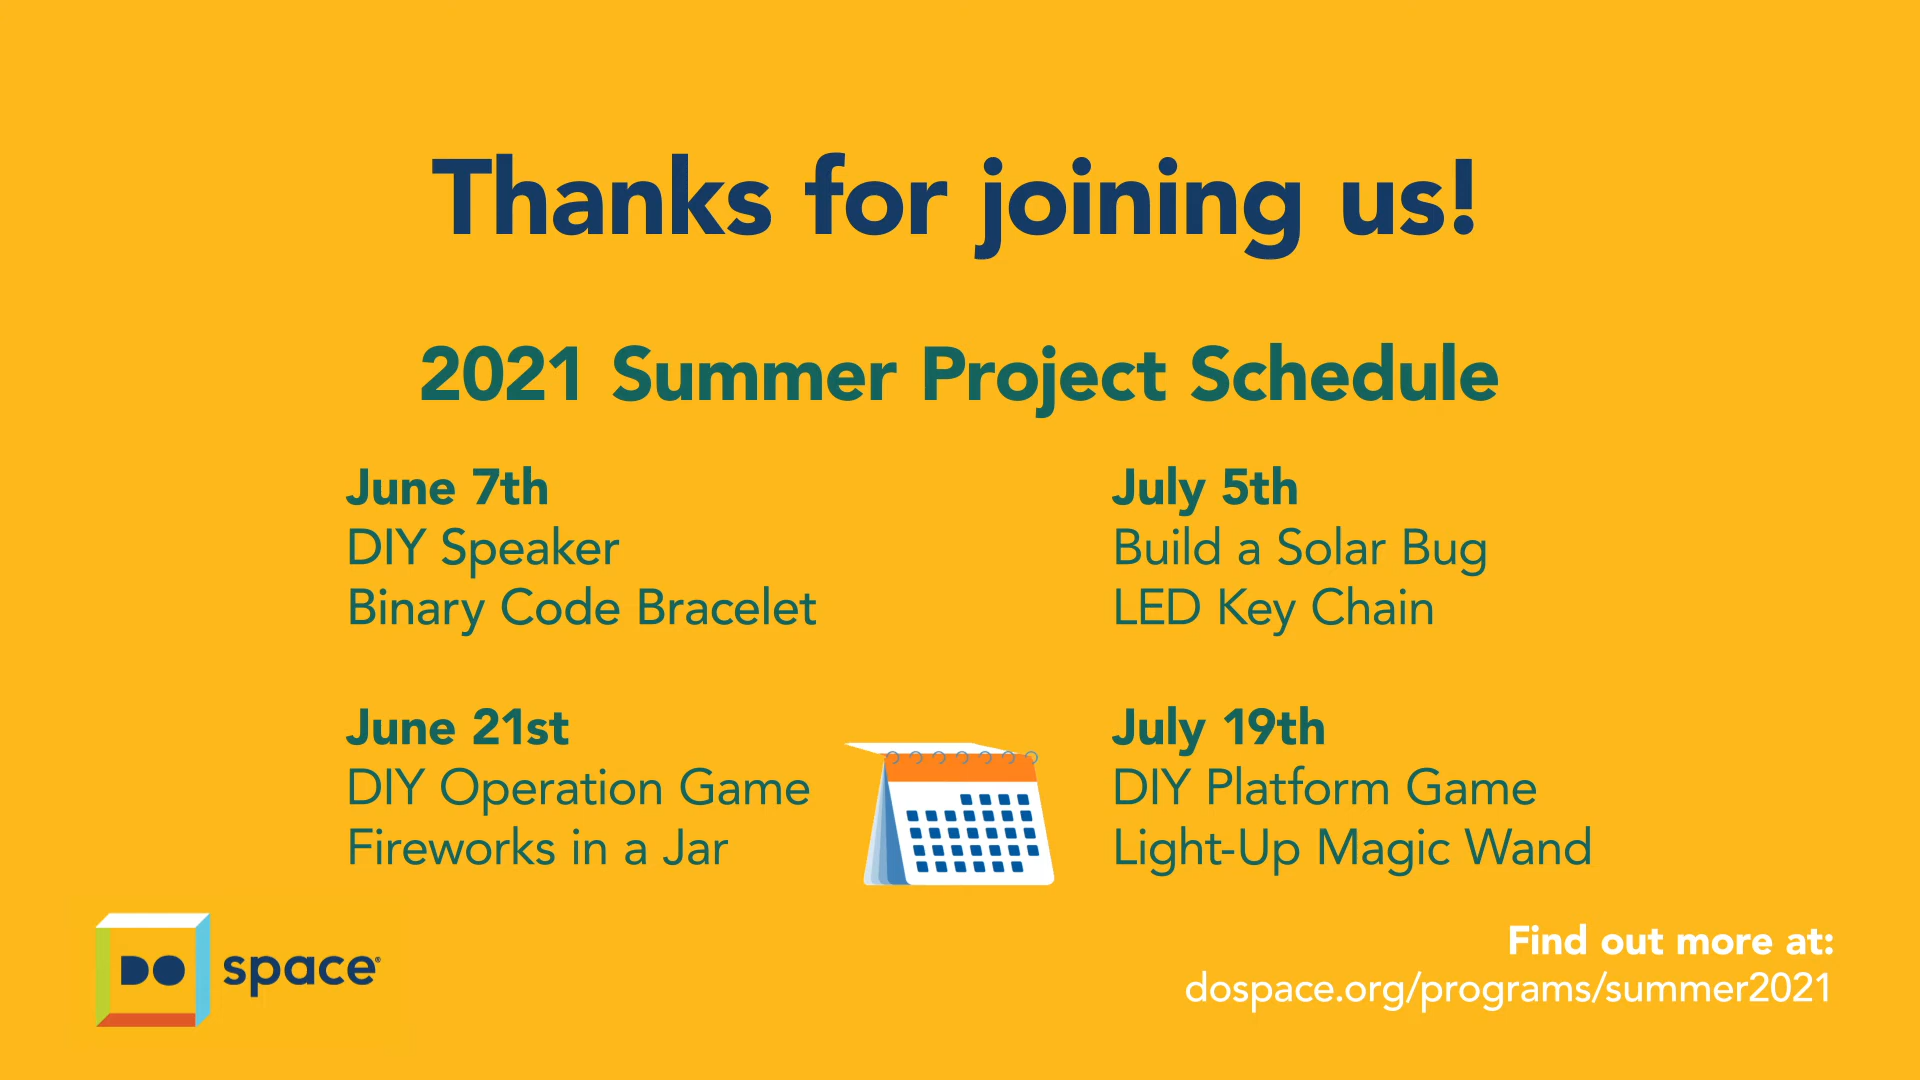 Thanks for joining us!
2021 Summer Project Schedule
June 7th
DIY Speaker
Binary Code Bracelet
June 21st
DIY Operation Game
Fireworks in a Jar
July 5th
Build a Solar Bug
LED Key Chain
July 19th
DIY Platform Game
Light-Up Magic Wand
DO space®
Find out more at:
dospace.org/programs/summer2021